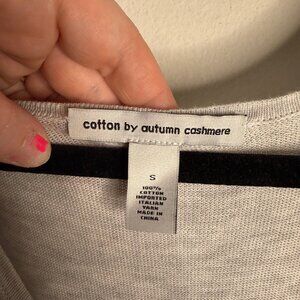 cotton by autumn cashmere
S
100%
COTTON
IMPORTED
ITALIAN
YARN
MADE IN
CHINA